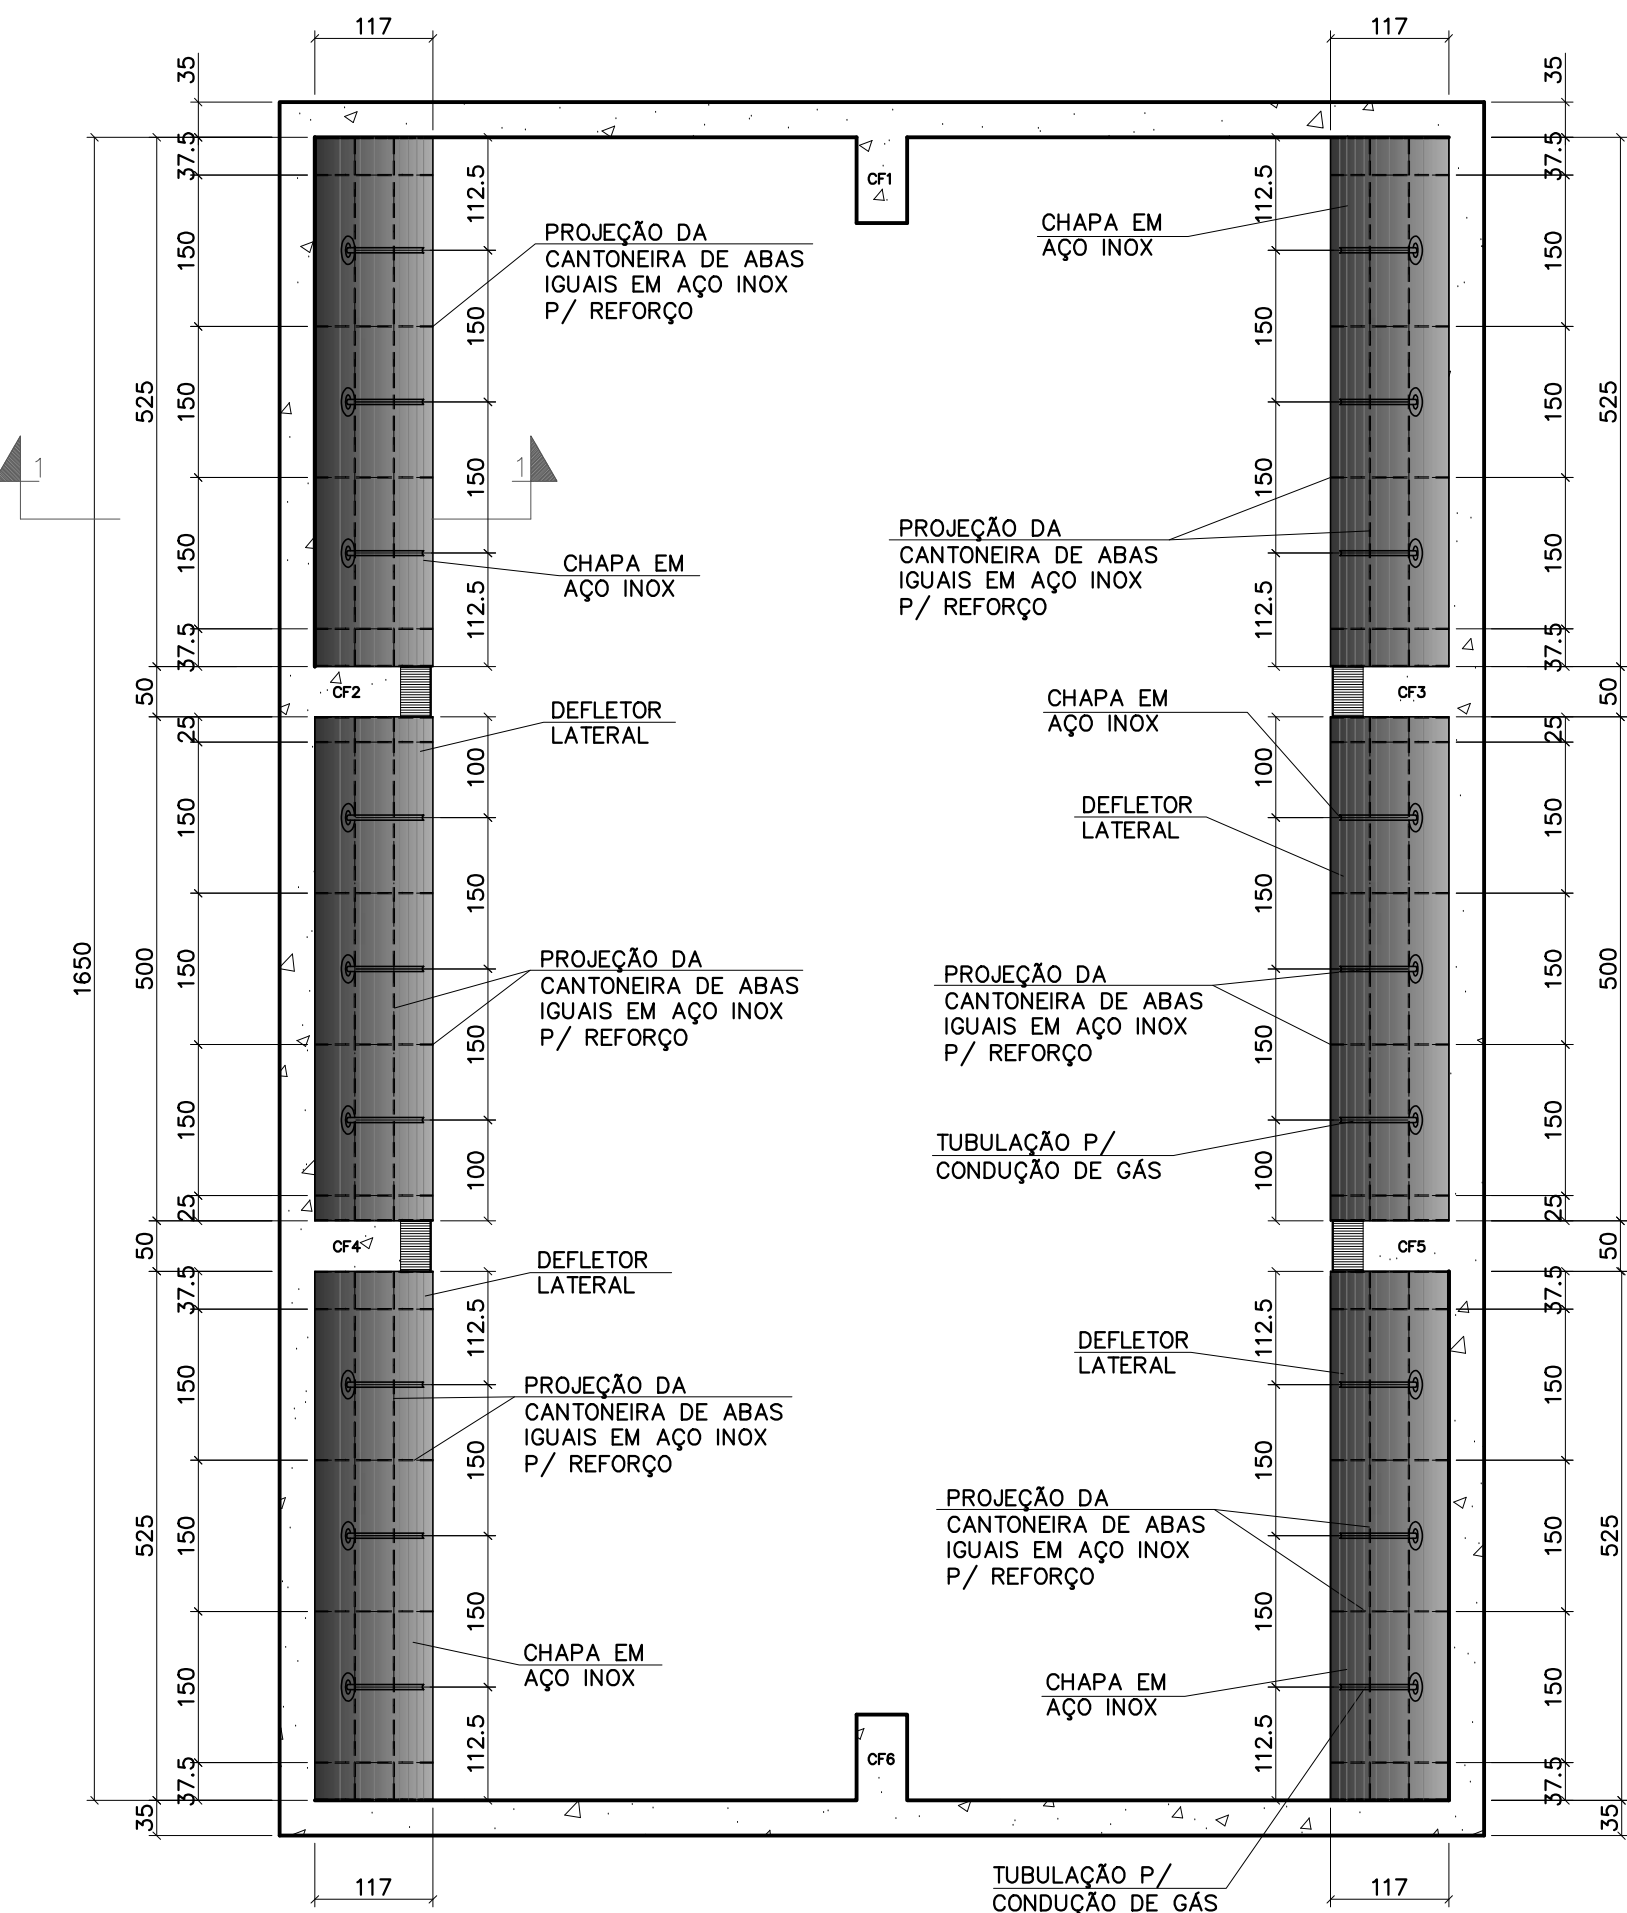 117
117
35
35
37.5
112.5
112.5
37.5
CF1
150
PROJEÇÃO DA
CANTONEIRA DE ABAS
IGUAIS EM AÇO INOX
P/ REFORÇO
CHAPA EM
AÇO INOX
150
150
150
525
150
150
525
1
1
150
150
PROJEÇÃO DA
CANTONEIRA DE ABAS
IGUAIS EM AÇO INOX
P/ REFORÇO
150
CHAPA EM
AÇO INOX
150
112.5
112.5
37.5
37.5
50
CF2
CF3
50
25
DEFLETOR
LATERAL
CHAPA EM
AÇO INOX
25
100
100
150
DEFLETOR
LATERAL
150
150
150
1650
500
150
PROJEÇÃO DA
CANTONEIRA DE ABAS
IGUAIS EM AÇO INOX
P/ REFORÇO
PROJEÇÃO DA
CANTONEIRA DE ABAS
IGUAIS EM AÇO INOX
P/ REFORÇO
150
500
150
150
150
TUBULAÇÃO P/
CONDUÇÃO DE GÁS
150
100
100
25
25
50
CF4
CF5
50
DEFLETOR
LATERAL
37.5
112.5
112.5
37.5
DEFLETOR
LATERAL
150
PROJEÇÃO DA
CANTONEIRA DE ABAS
IGUAIS EM AÇO INOX
P/ REFORÇO
150
150
150
525
150
PROJEÇÃO DA
CANTONEIRA DE ABAS
IGUAIS EM AÇO INOX
P/ REFORÇO
150
525
150
150
CHAPA EM
AÇO INOX
150
CHAPA EM
AÇO INOX
150
112.5
112.5
CF6
37.5
37.5
35
35
117
TUBULAÇÃO P/
CONDUÇÃO DE GÁS
117